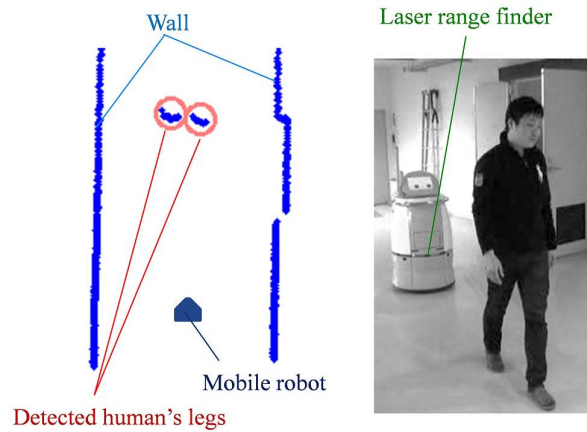 Laser range finder
Wall
Mobile robot
Detected human's legs